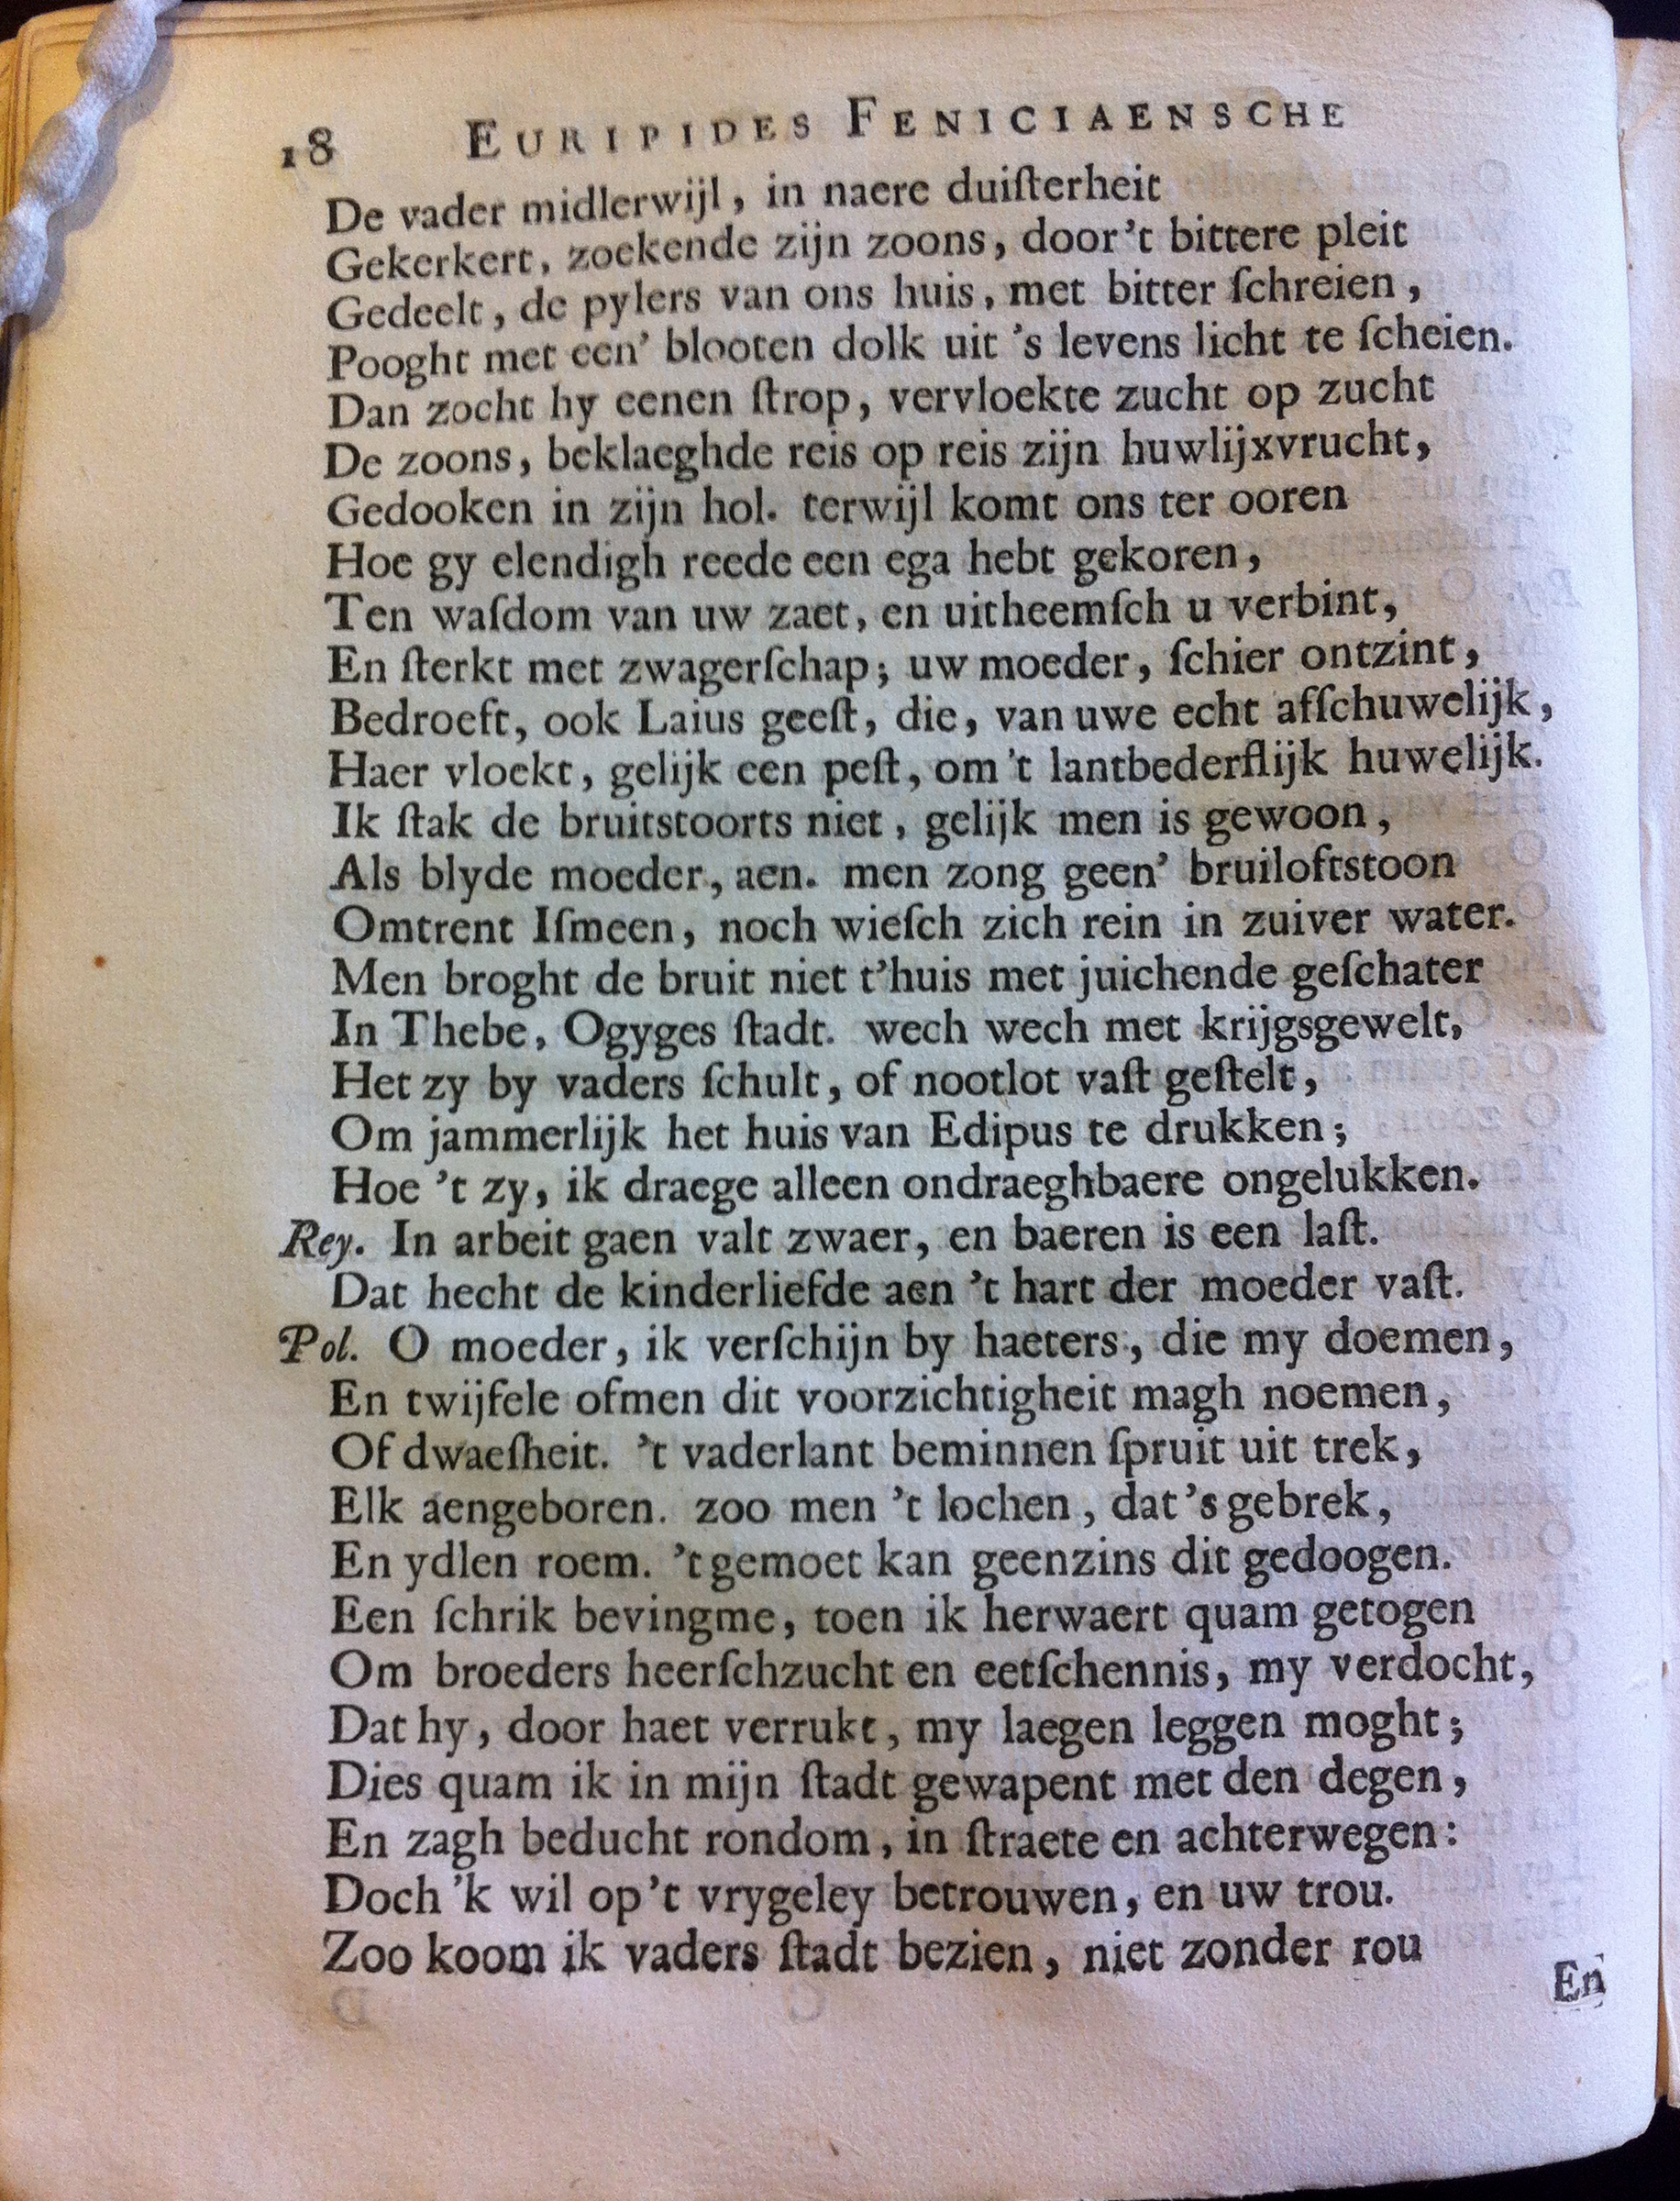 18 EURIPIDES FENICIAENSCHE
De vader midlerwijl, in naere duiſterheit
Gekerkert, zoekende zijn zoons, door't bittere pleit
Gedeelt, de pylers van ons huis, met bitter ſchreien,
Pooght met een' blooten dolk uit 's levens licht te ſcheien.
Dan zocht hy eenen ſtrop, vervloekte zucht op zucht
De zoons, beklaeghde reis op reis zijn huwlijxvrucht,
Gedooken in zijn hol. terwijl komt ons ter ooren
Hoe gy elendigh reede een ega hebt gekoren,
Ten waſdom van uw zaet, en uitheemſch u verbint,
En ſterkt met zwagerſchap; uw moeder, ſchier ontzint,
Bedroeft, ook Laius geeſt, die, van uwe echt afſchuwelijk,
Haer vloekt, gelijk een peſt, om 't lantbederflijk huwelijk.
Ik ſtak de bruitstoorts niet, gelijk men is gewoon,
Als blyde moeder, aen. men zong geen' bruiloftstoon
Omtrent Iſmeen, noch wieſch zich rein in zuiver water.
Men broght de bruit niet t'huis met juichende geſchater
In Thebe, Ogyges ſtadt. wech wech met krijgsgewelt,
Het zy by vaders ſchult, of nootlot vaſt geſtelt,
Om jammerlijk het huis van Edipus te drukken;
Hoe 't zy, ik draege alleen ondraeghbaere ongelukken.
Rey. In arbeit gaen valt zwaer, en baeren is een laſt.
Dat hecht de kinderliefde aen 't hart der moeder vaſt.
Pol. O moeder, ik verſchijn by haeters, die my doemen,
En twijfele ofmen dit voorzichtigheit magh noemen,
Of dwaeſheit. 't vaderlant beminnen ſpruit uit trek,
Elk aengeboren. zoo men 't lochen, dat's gebrek,
En ydlen roem. 't gemoet kan geenzins dit gedoogen.
Een ſchrik bevingme, toen ik herwaert quam getogen
Om broeders heerſchzucht en eetſchennis, my verdocht,
Dat hy, door haet verrukt, my laegen leggen moght;
Dies quam ik in mijn ſtadt gewapent met den degen,
En zagh beducht rondom, in ſtraete en achterwegen:
Doch 'k wil op't vrygeley betrouwen, en uw trou.
Zoo koom ik vaders ſtadt bezien, niet zonder rou
En